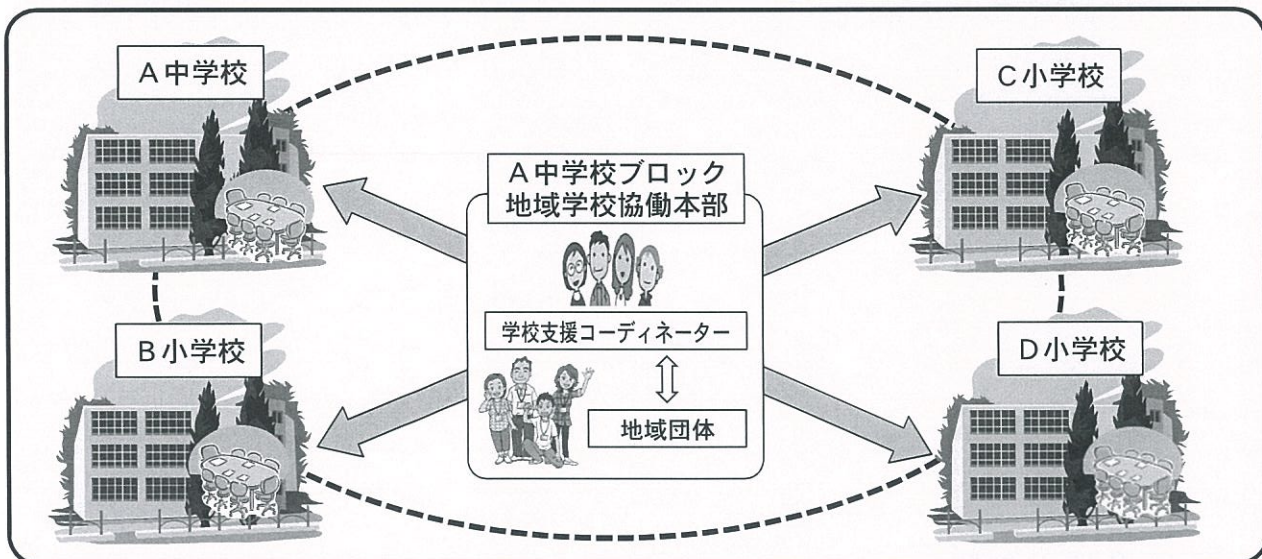 A中学校
C小学校
A中学校ブロック
地域学校協働本部
学校支援コーディネーター
B小学校
D小学校
地域団体